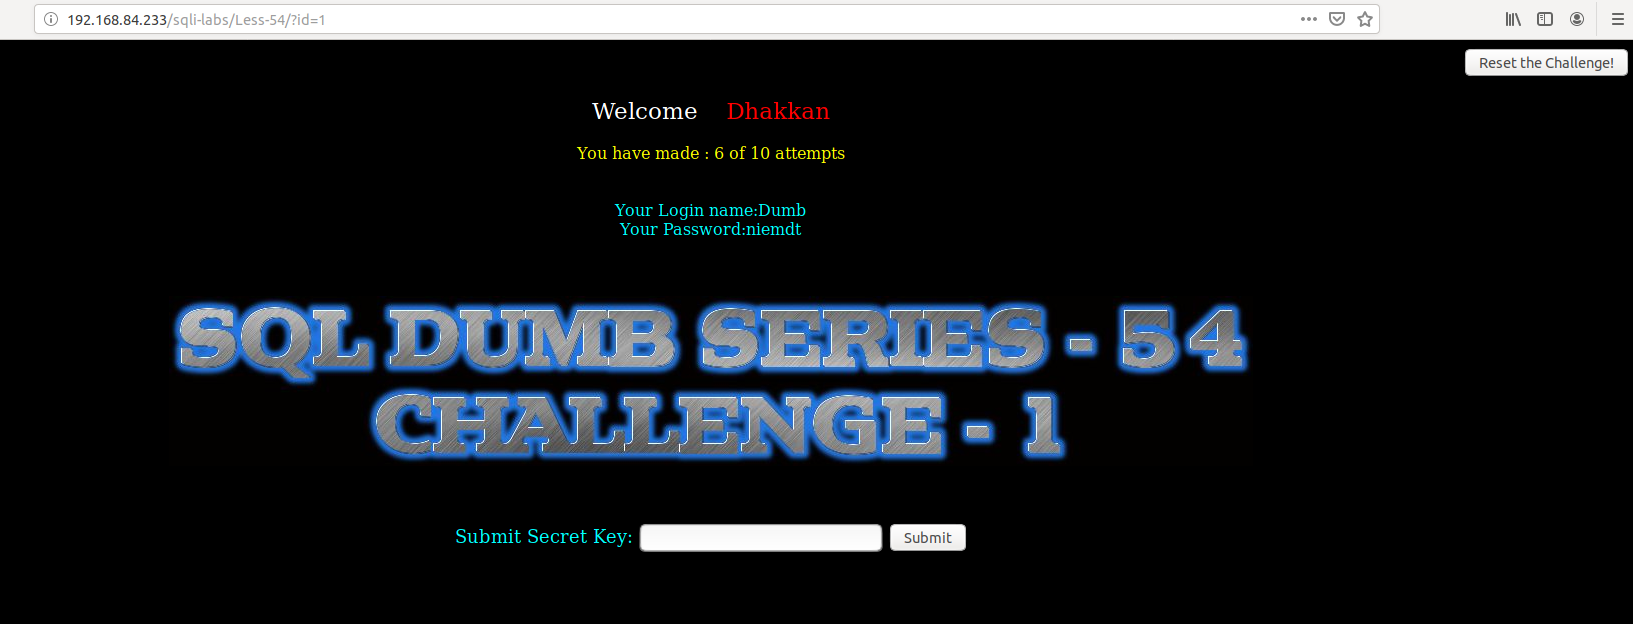 192.168.84.233/sqli-labs/Less-54/?id=1
Reset the Challenge!
Welcome Dhakkan
You have made : 6 of 10 attempts
Your Login name:Dumb
Your Password:niemdt
SQL DUMB SERIES - 54
CHALLENGE - 1
Submit Secret Key: Submit